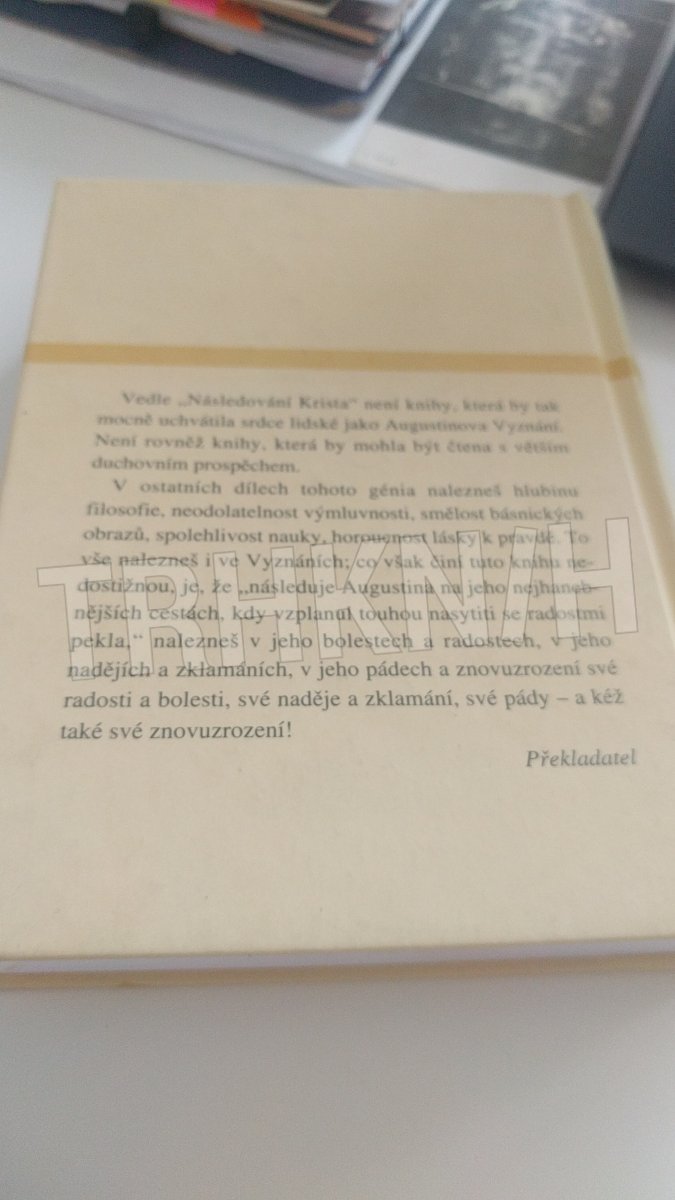 Vedle „Následování Krista“ není knihy, která by tak
mocně uchvátila srdce lidské jako Augustinova Vyznání.
Není rovněž knihy, která by mohla být čtena s větším
duchovním prospěchem.
V ostatních dílech tohoto génia nalezneš hlubinu
filosofie, neodolatelnost výmluvnosti, smělost básnických
obrazů, spolehlivost nauky, horoucnost lásky k pravdě. To
vše nalezneš i ve Vyznáních; co však činí tuto knihu ne-
dostižnou, je, že „následuje Augustina na jeho nejhaneb-
nějších cestách, kdy vzplanul touhou nasytiti se radostmi
pekla,“ nalezneš v jeho bolestech a radostech, v jeho
nadějích a zklamáních, v jeho pádech a znovuzrození své
radosti a bolesti, své naděje a zklamání, své pády – a kéž
také své znovuzrození!
Překladatel